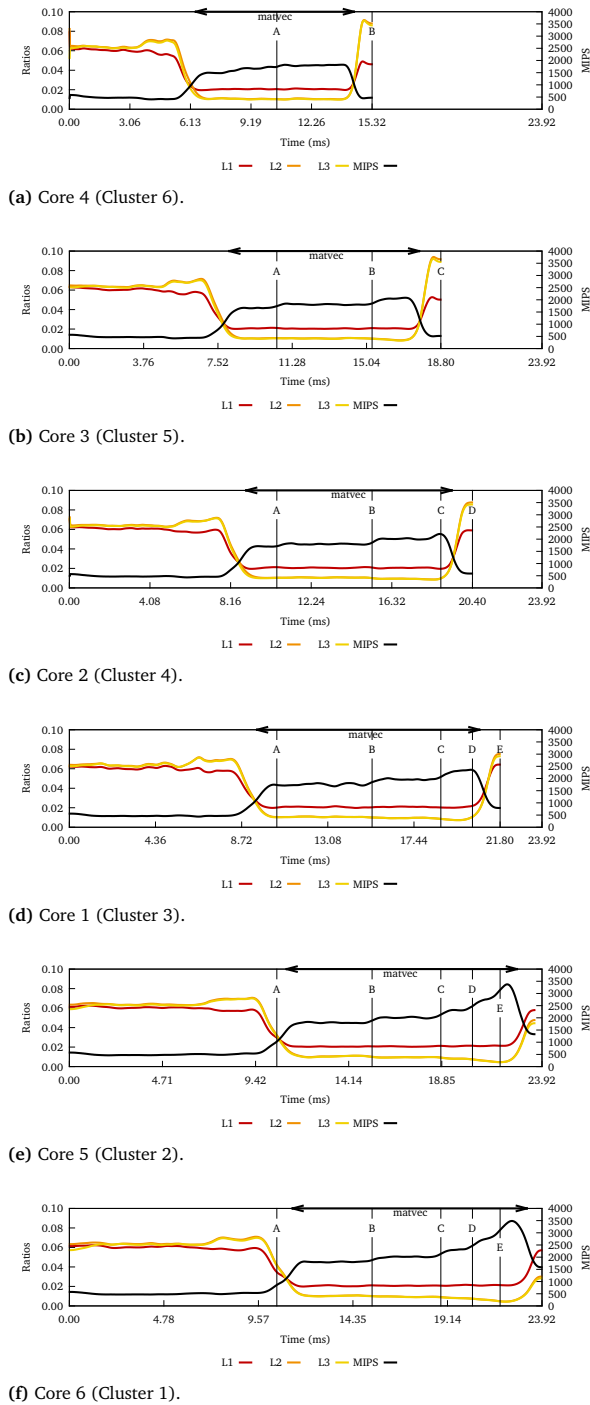 matvec
0.10 4000
0.08 3500
3000
0.06 2500
2000
0.04 1500
0.02 1000
500
0.00 0
Ratios
MIPS
A B
0.00 3.06 6.13 9.19 12.26 15.32 23.92
Time (ms)
L1 L2 L3 MIPS
(a) Core 4 (Cluster 6).
matvec
0.10 4000
0.08 3500
3000
0.06 2500
2000
0.04 1500
0.02 1000
500
0.00 0
Ratios
MIPS
A B C
0.00 3.76 7.52 11.28 15.04 18.80 23.92
Time (ms)
L1 L2 L3 MIPS
(b) Core 3 (Cluster 5).
matvec
0.10 4000
0.08 3500
3000
0.06 2500
2000
0.04 1500
0.02 1000
500
0.00 0
Ratios
MIPS
A B C D
0.00 4.08 8.16 12.24 16.32 20.40 23.92
Time (ms)
L1 L2 L3 MIPS
(c) Core 2 (Cluster 4).
matvec
0.10 4000
0.08 3500
3000
0.06 2500
2000
0.04 1500
0.02 1000
500
0.00 0
Ratios
MIPS
A B C D E
0.00 4.36 8.72 13.08 17.44 21.80 23.92
Time (ms)
L1 L2 L3 MIPS
(d) Core 1 (Cluster 3).
matvec
0.10 4000
0.08 3500
3000
0.06 2500
2000
0.04 1500
0.02 1000
500
0.00 0
Ratios
MIPS
A B C D
E
0.00 4.71 9.42 14.14 18.85 23.92
Time (ms)
L1 L2 L3 MIPS
(e) Core 5 (Cluster 2).
matvec
0.10 4000
0.08 3500
3000
0.06 2500
2000
0.04 1500
0.02 1000
500
0.00 0
Ratios
MIPS
A B C D
E
0.00 4.78 9.57 14.35 19.14 23.92
Time (ms)
L1 L2 L3 MIPS
(f) Core 6 (Cluster 1).